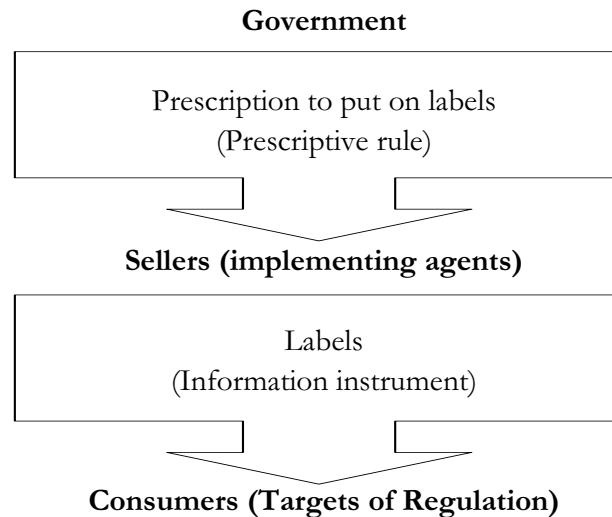 Government
Prescription to put on labels
(Prescriptive rule)
Sellers (implementing agents)
Labels
(Information instrument)
Consumers (Targets of Regulation)